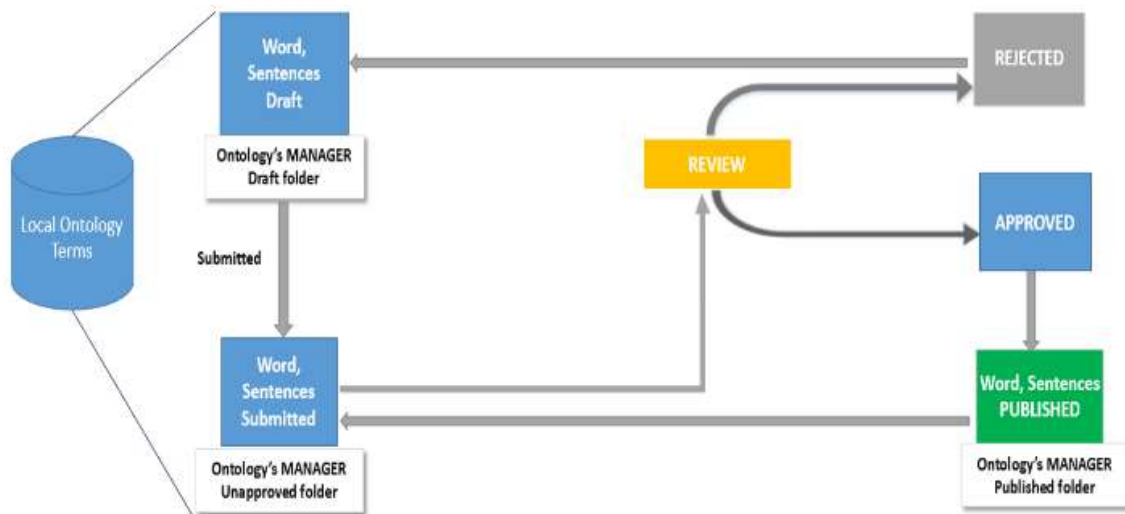 Word,
Sentences
Draft
REJECTED
Ontology's MANAGER
Draft folder
REVIEW
Local Ontology
Terms
APPROVED
Submitted
Word,
Sentences
Submitted
Word, Sentences
PUBLISHED
Ontology's MANAGER
Unapproved folder
Ontology's MANAGER
Published folder